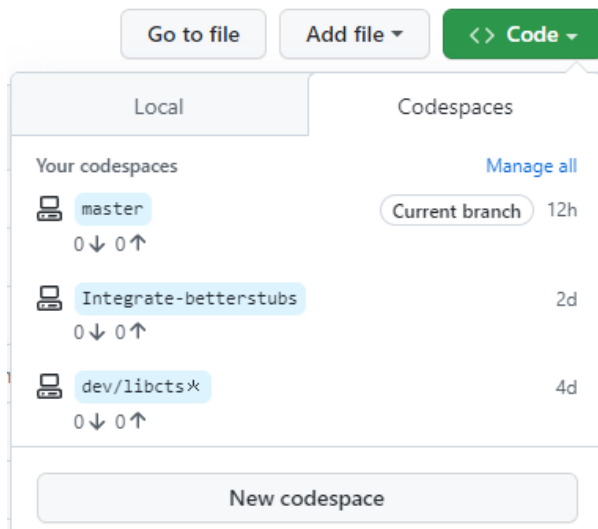 Go to file Add file <> Code
Local Codespaces
Your codespaces Manage all
master Current branch 12h
0↓ 0↑
Integrate-betterstubs 2d
0↓ 0↑
dev/libcts* 4d
0↓ 0↑
New codespace